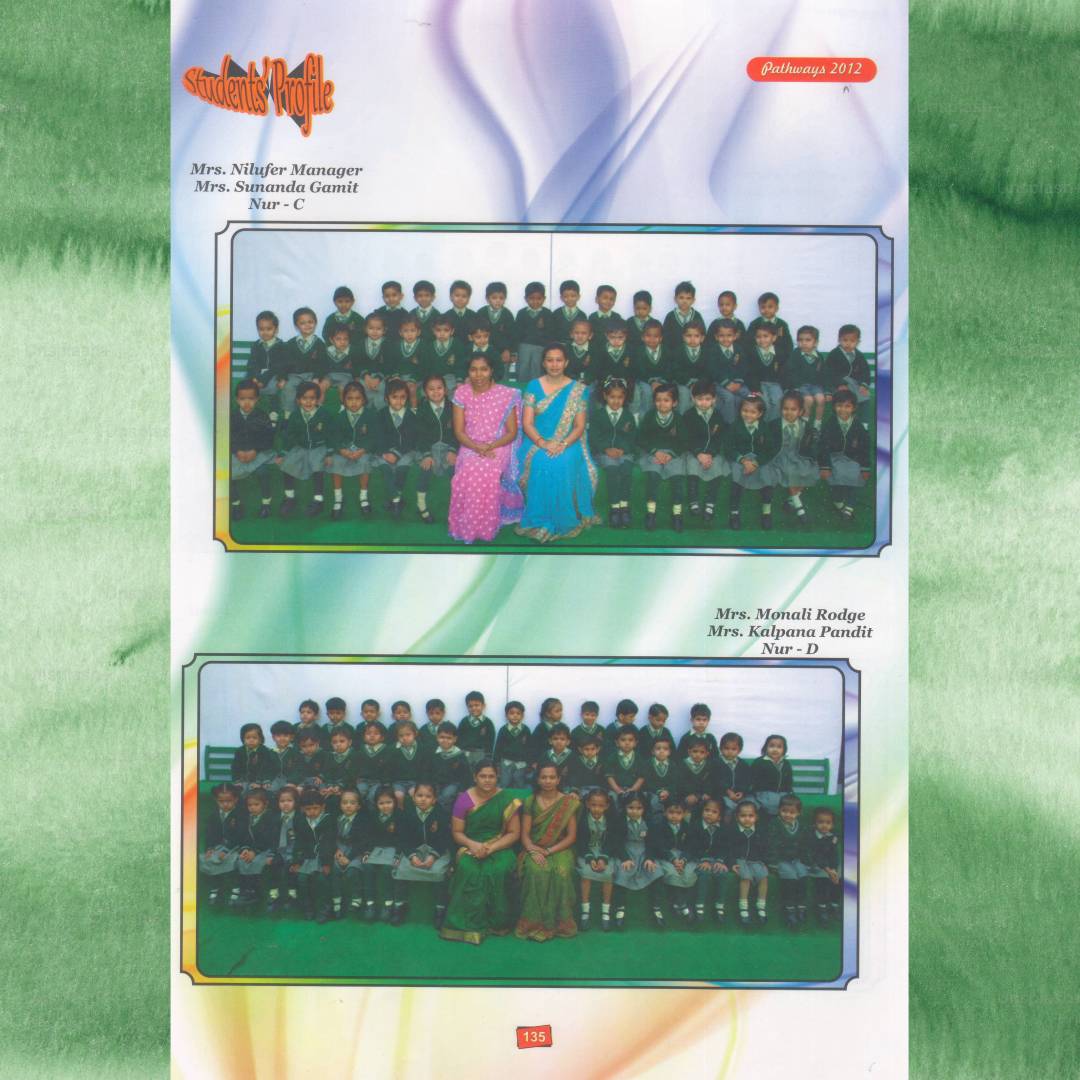 Students' Profile
Pathways 2012
Mrs. Nilufer Manager
Mrs. Sunanda Gamit
Nur - C
Mrs. Monali Rodge
Mrs. Kalpana Pandit
Nur - D
135